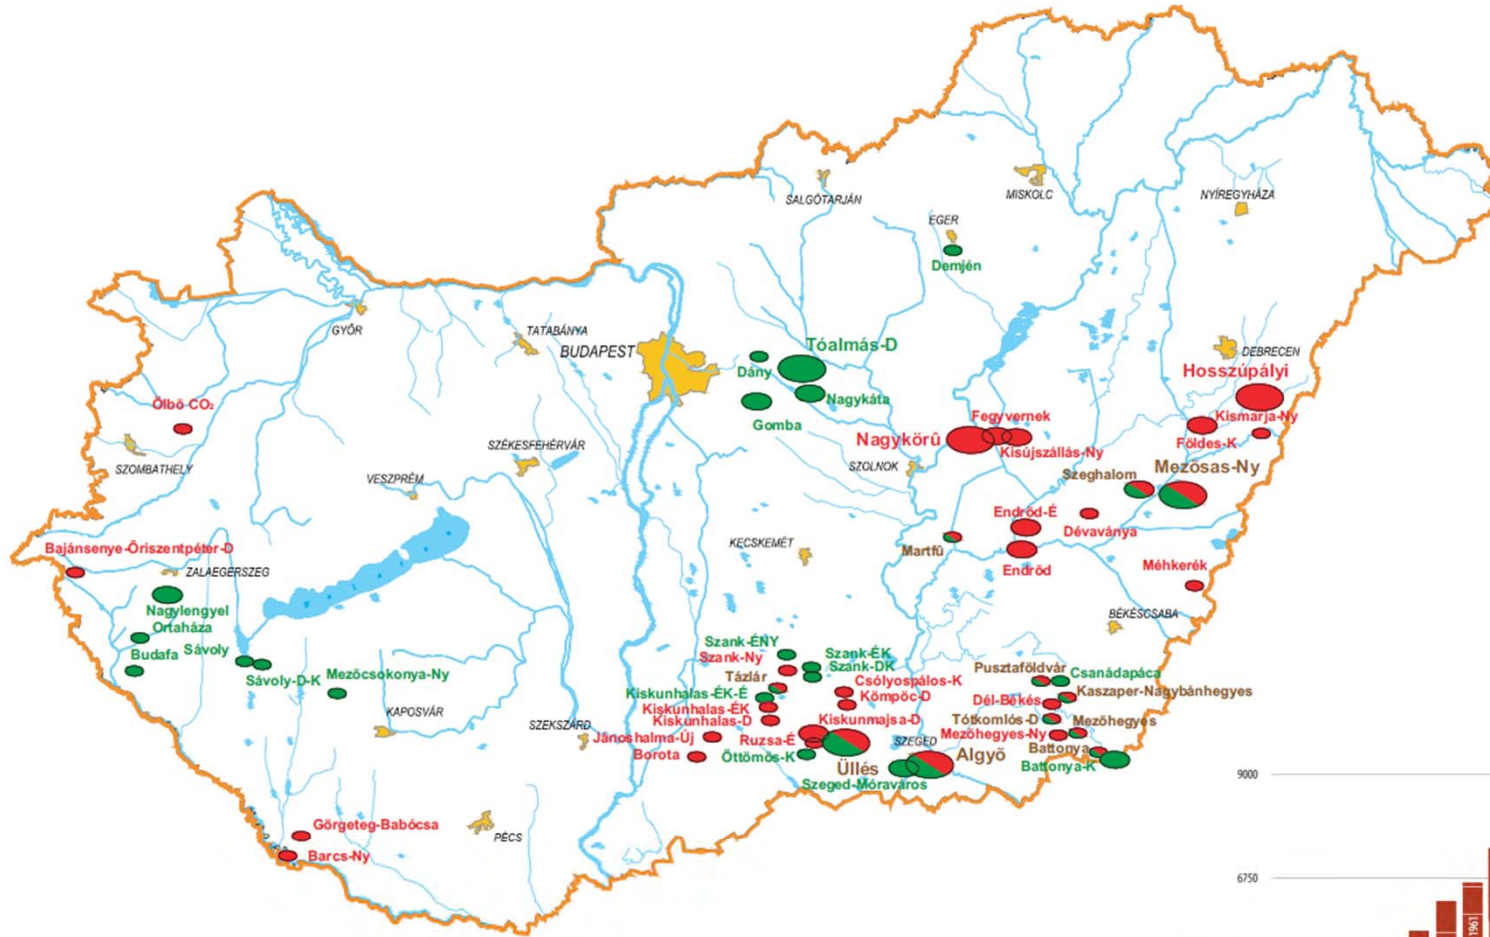 SALGÓTARJÁN
MISKOLC
NYÍREGYHÁZA
EGER
Demjén
GYŐR
TATABÁNYA
BUDAPEST
Tóalmás-D
Dány
Nagykáta
Gomba
DEBRECEN
Hosszúpályi
Kismarja-Ny
Földes-K
Ölbő CO₂
SZOMBATHELY
SZÉKESFEHÉRVÁR
VESZPRÉM
Fegyvernek
Nagykörû
Kisújszállás-Ny
SZOLNOK
Szeghalom
Mezősas-Ny
Endrőd-É
Dévaványa
Martfû
Endrőd
KECSKEMÉT
Méhkerék
BÉKÉSCSABA
Bajánsenye-Öriszentpéter-D
ZALAEGERSZEG
Nagylengyel
Ortaháza
Budafa
Sávoly
Sávoly-D-K
Mezőcsokonya-Ny
KAPOSVÁR
SZEKSZÁRD
Szank-ÉNY
Szank-ÉK
Szank-Ny
Szank-DK
Tázlár
Csólyospálos-K
Kiskunhalas-ÉK-É
Kömpöc-D
Kiskunhalas-ÉK
Kiskunhalas-D
Kiskunmajsa-D
Jánoshalma-Új
Ruzsa-É
Borota
Öttömös-K
Üllés
SZEGED
Algyő
Szeged-Móraváros
Pusztaföldvár
Csanádapáca
Kaszaper-Nagybánhegyes
Dél-Békés
Tótkomlós-D
Mezőhegyes
Mezőhegyes-Ny
Battonya
Battonya-K
Görgeteg-Babócsa
Barcs-Ny
PÉCS
9000
6750
1961